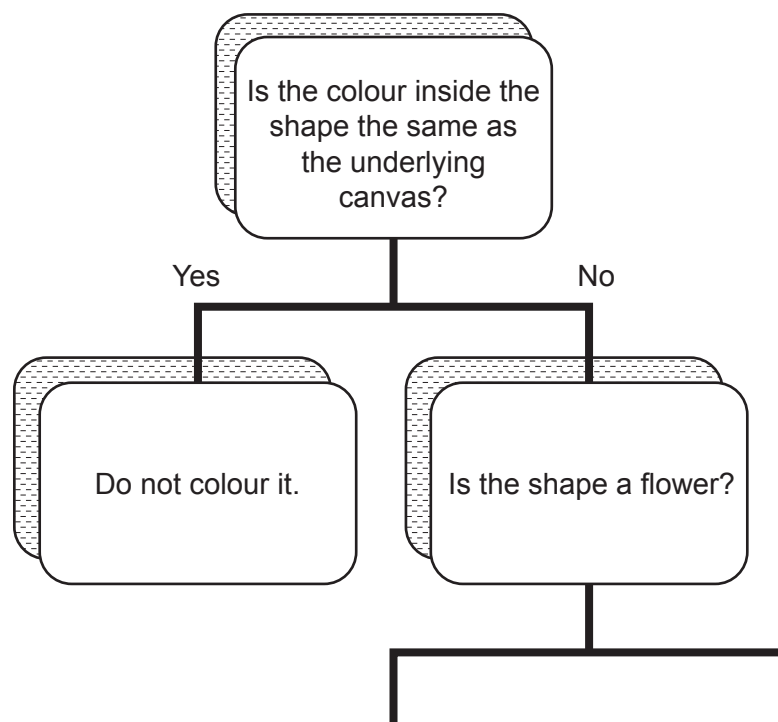 Is the colour inside the
shape the same as
the underlying
canvas?
Yes
No
Do not colour it.
Is the shape a flower?